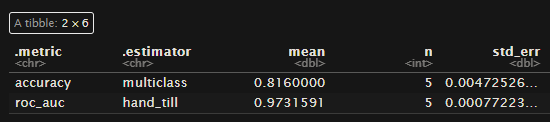 A tibble: 2 × 6
.metric .estimator mean n std_err
<chr> <chr> <dbl> <int> <dbl>
accuracy multiclass 0.8160000 5 0.00472526...
roc_auc hand_till 0.9731591 5 0.00077223...